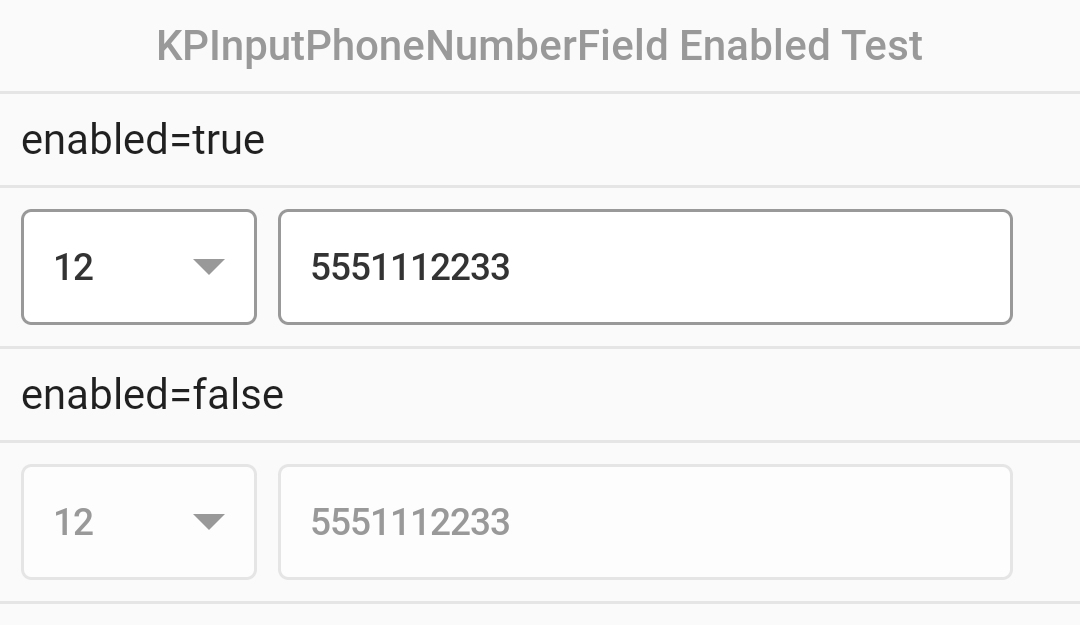 KPInputPhoneNumberField Enabled Test
enabled=true
12 5551112233
enabled=false
12 5551112233